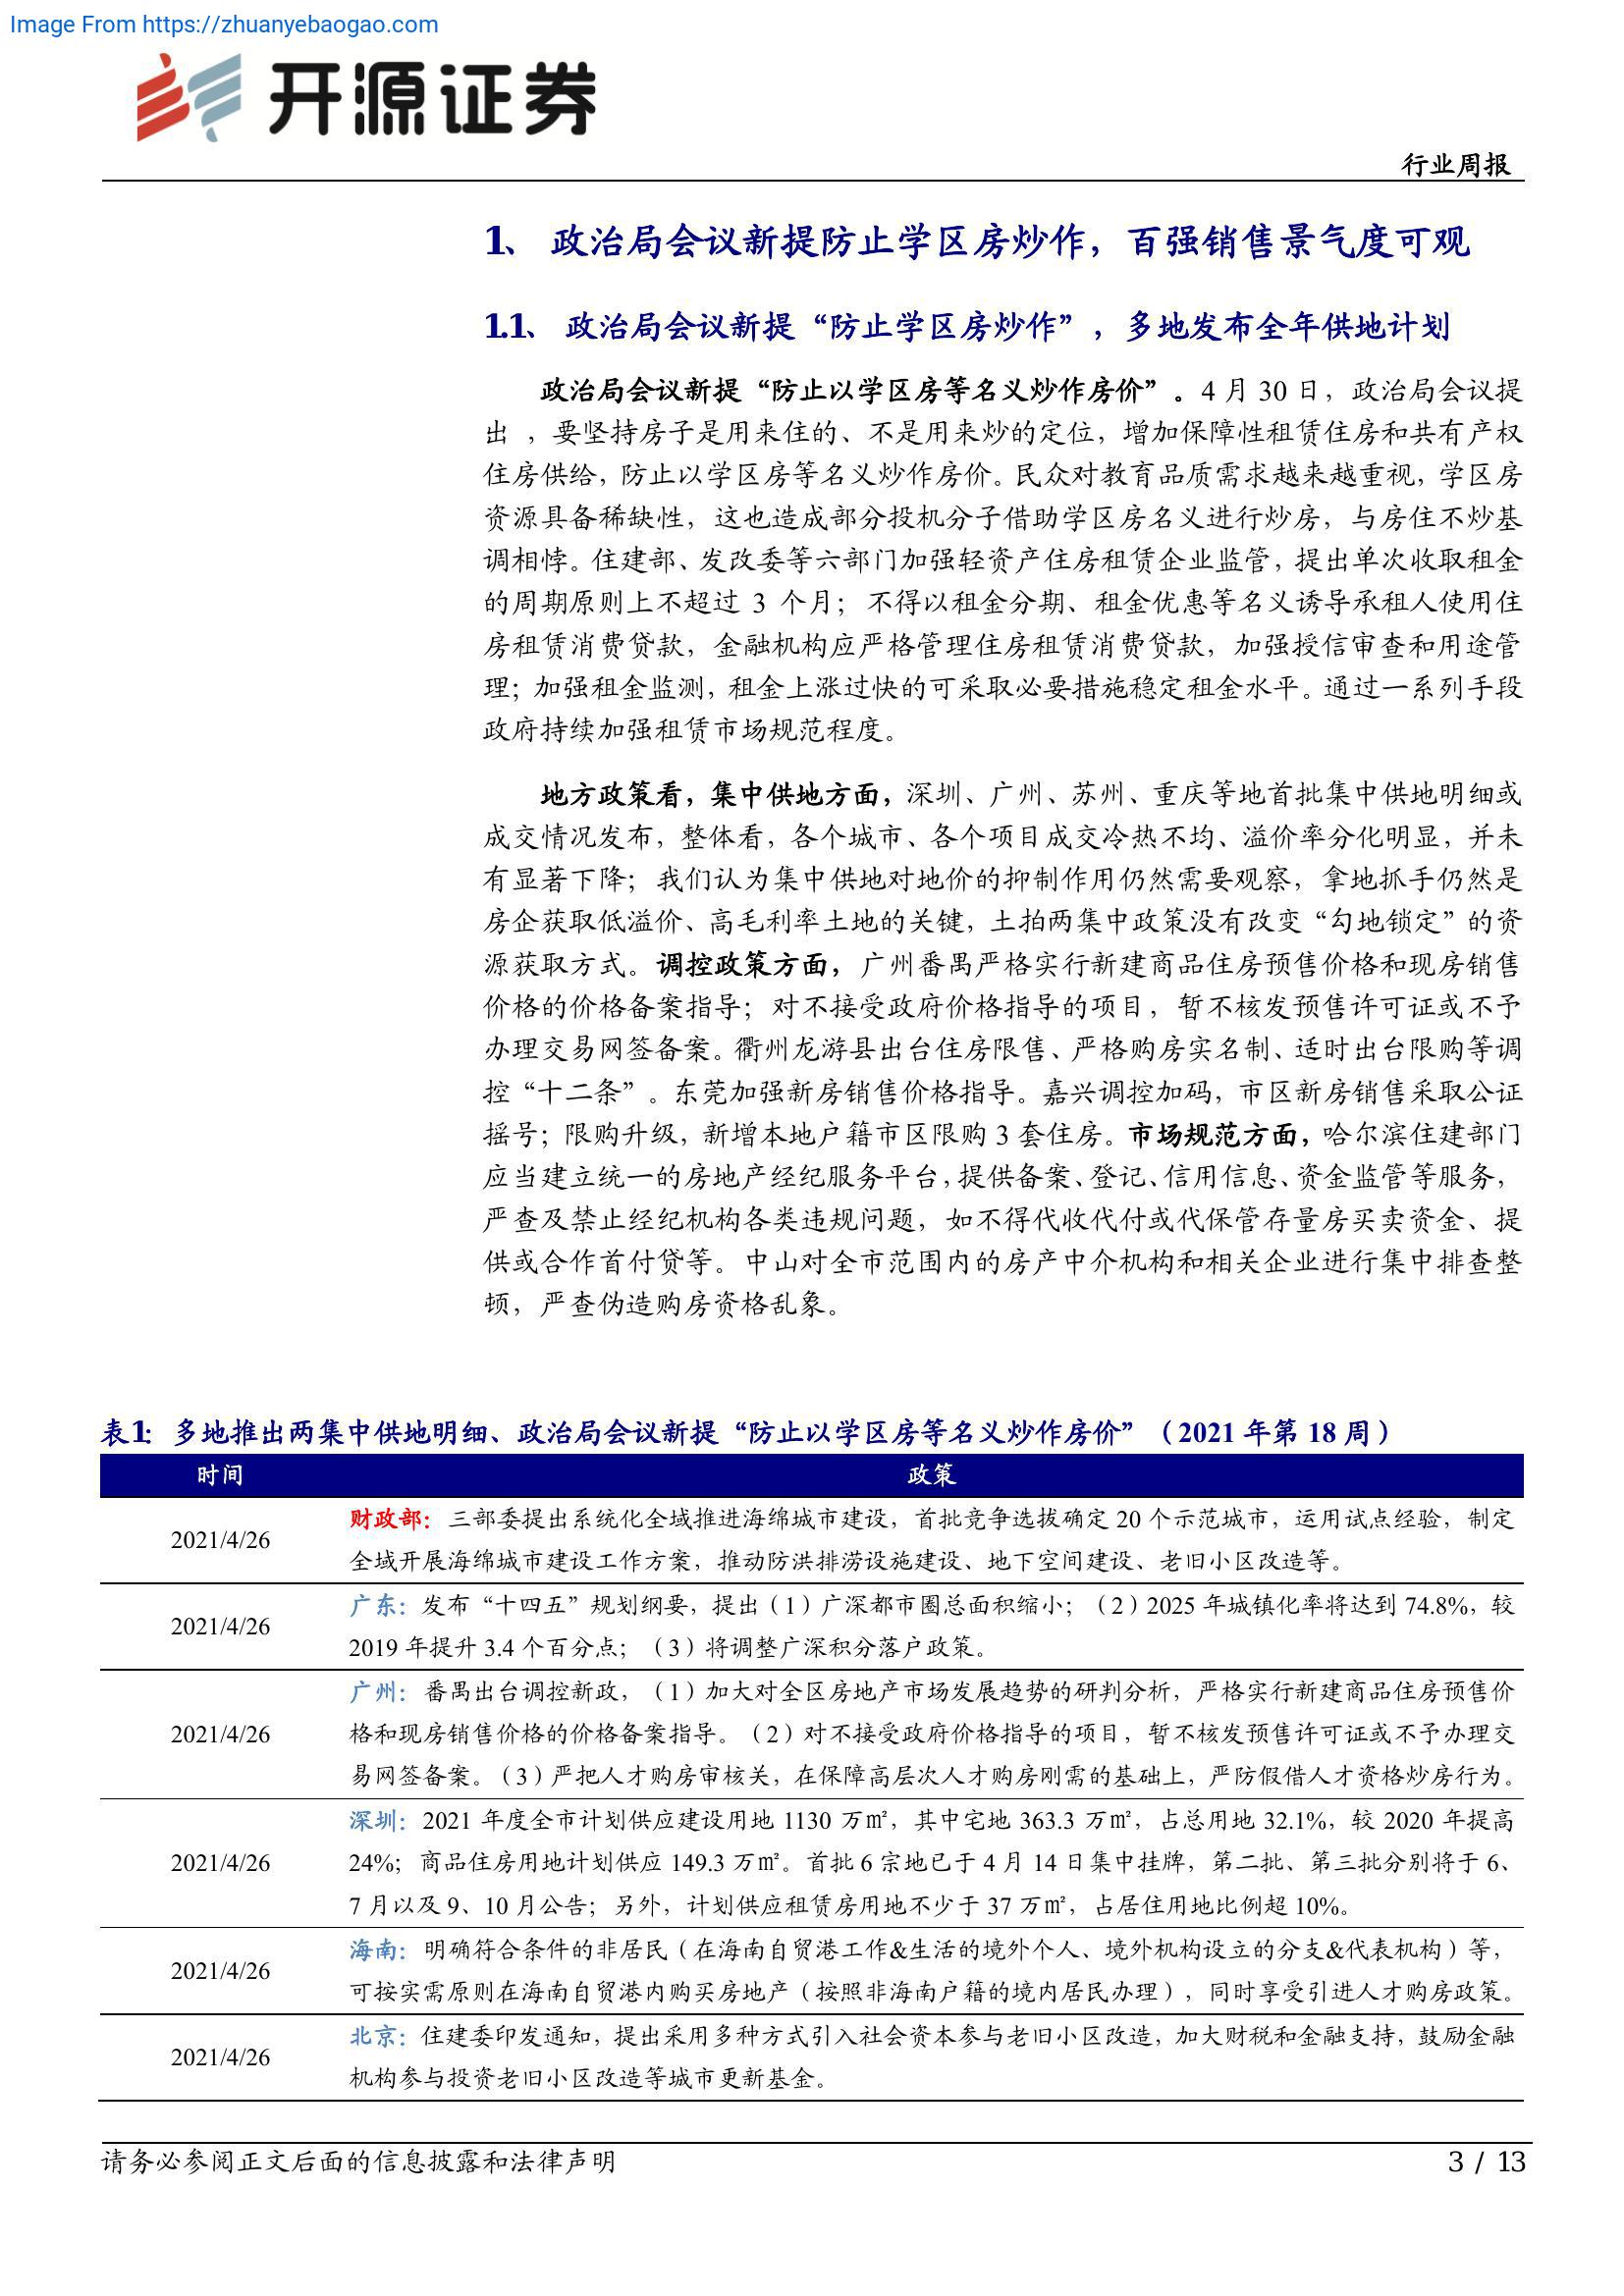 Image From https://zhuanyebaogao.com
开源证券
行业周报
1、 政治局会议新提防止学区房炒作，百强销售景气度可观
1.1、 政治局会议新提“防止学区房炒作”，多地发布全年供地计划
政治局会议新提“防止以学区房等名义炒作房价”。4 月 30 日，政治局会议提
出 ，要坚持房子是用来住的、不是用来炒的定位，增加保障性租赁住房和共有产权
住房供给，防止以学区房等名义炒作房价。民众对教育品质需求越来越重视，学区房
资源具备稀缺性，这也造成部分投机分子借助学区房名义进行炒房，与房住不炒基
调相悖。住建部、发改委等六部门加强轻资产住房租赁企业监管，提出单次收取租金
的周期原则上不超过 3 个月； 不得以租金分期、租金优惠等名义诱导承租人使用住
房租赁消费贷款，金融机构应严格管理住房租赁消费贷款，加强授信审查和用途管
理；加强租金监测，租金上涨过快的可采取必要措施稳定租金水平。通过一系列手段
政府持续加强租赁市场规范程度。
地方政策看，集中供地方面，深圳、广州、苏州、重庆等地首批集中供地明细或
成交情况发布，整体看，各个城市、各个项目成交冷热不均、溢价率分化明显，并未
有显著下降；我们认为集中供地对地价的抑制作用仍然需要观察，拿地抓手仍然是
房企获取低溢价、高毛利率土地的关键，土拍两集中政策没有改变“勾地锁定”的资
源获取方式。调控政策方面，广州番禺严格实行新建商品住房预售价格和现房销售
价格的价格备案指导；对不接受政府价格指导的项目，暂不核发预售许可证或不予
办理交易网签备案。衢州龙游县出台住房限售、严格购房实名制、适时出台限购等调
控“十二条”。东莞加强新房销售价格指导。嘉兴调控加码，市区新房销售采取公证
摇号；限购升级，新增本地户籍市区限购 3 套住房。市场规范方面，哈尔滨住建部门
应当建立统一的房地产经纪服务平台，提供备案、登记、信用信息、资金监管等服务，
严查及禁止经纪机构各类违规问题，如不得代收代付或代保管存量房买卖资金、提
供或合作首付贷等。中山对全市范围内的房产中介机构和相关企业进行集中排查整
顿，严查伪造购房资格乱象。
表1： 多地推出两集中供地明细、政治局会议新提“防止以学区房等名义炒作房价”（2021 年第 18 周）
时间 政策
2021/4/26 财政部：三部委提出系统化全域推进海绵城市建设，首批竞争选拔确定 20 个示范城市，运用试点经验，制定
全域开展海绵城市建设工作方案，推动防洪排涝设施建设、地下空间建设、老旧小区改造等。
2021/4/26 广东：发布“十四五”规划纲要，提出（1）广深都市圈总面积缩小；（2）2025 年城镇化率将达到 74.8%，较
2019 年提升 3.4 个百分点；（3）将调整广深积分落户政策。
2021/4/26 广州：番禺出台调控新政，（1）加大对全区房地产市场发展趋势的研判分析，严格实行新建商品住房预售价
格和现房销售价格的价格备案指导。（2）对不接受政府价格指导的项目，暂不核发预售许可证或不予办理交
易网签备案。（3）严把人才购房审核关，在保障高层次人才购房刚需的基础上，严防假借人才资格炒房行为。
2021/4/26 深圳：2021 年度全市计划供应建设用地 1130 万㎡，其中宅地 363.3 万㎡，占总用地 32.1%，较 2020 年提高
24%；商品住房用地计划供应 149.3 万㎡。首批 6 宗地已于 4 月 14 日集中挂牌，第二批、第三批分别将于 6、
7 月以及 9、10 月公告；另外，计划供应租赁房用地不少于 37 万㎡，占居住用地比例超 10%。
2021/4/26 海南：明确符合条件的非居民（在海南自贸港工作&生活的境外个人、境外机构设立的分支&代表机构）等，
可按实需原则在海南自贸港内购买房地产（按照非海南户籍的境内居民办理），同时享受引进人才购房政策。
2021/4/26 北京：住建委印发通知，提出采用多种方式引入社会资本参与老旧小区改造，加大财税和金融支持，鼓励金融
机构参与投资老旧小区改造等城市更新基金。
请务必参阅正文后面的信息披露和法律声明 3 / 13